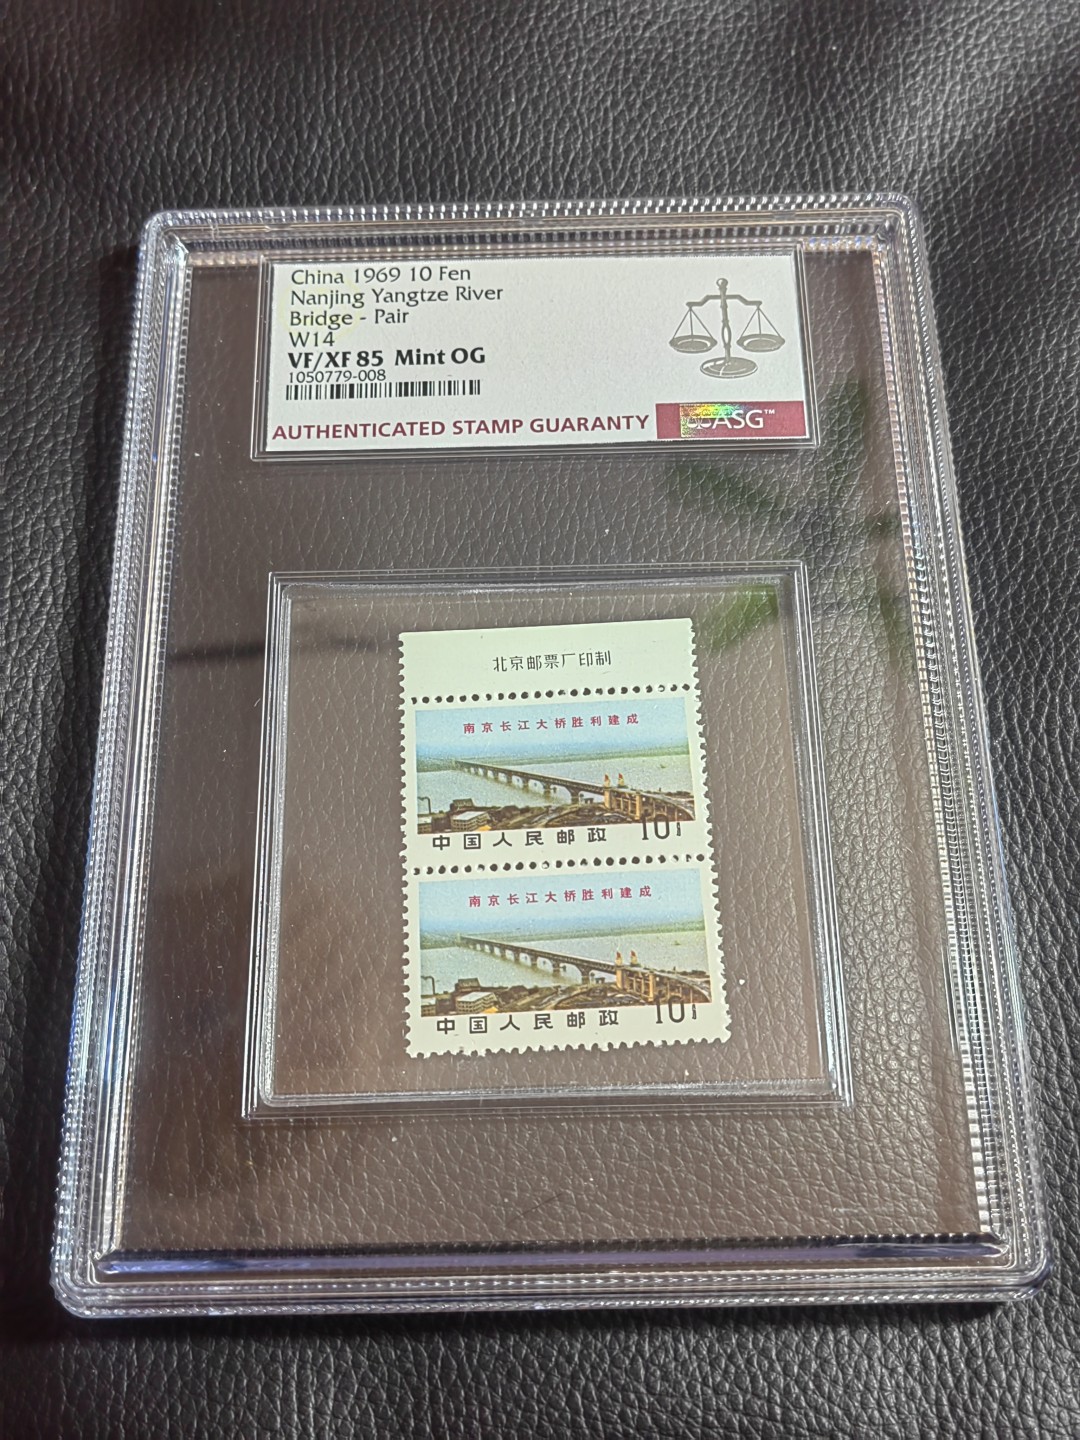 China 1969 10 Fen
Nanjing Yangtze River
Bridge - Pair
W14
VF/XF 85 Mint OG
1050779-008
AUTHENTICATED STAMP GUARANTY
ASG™
北京邮票厂印制
南京长江大桥胜利建成
中国人民邮政 10
南京长江大桥胜利建成
中国人民邮政 10